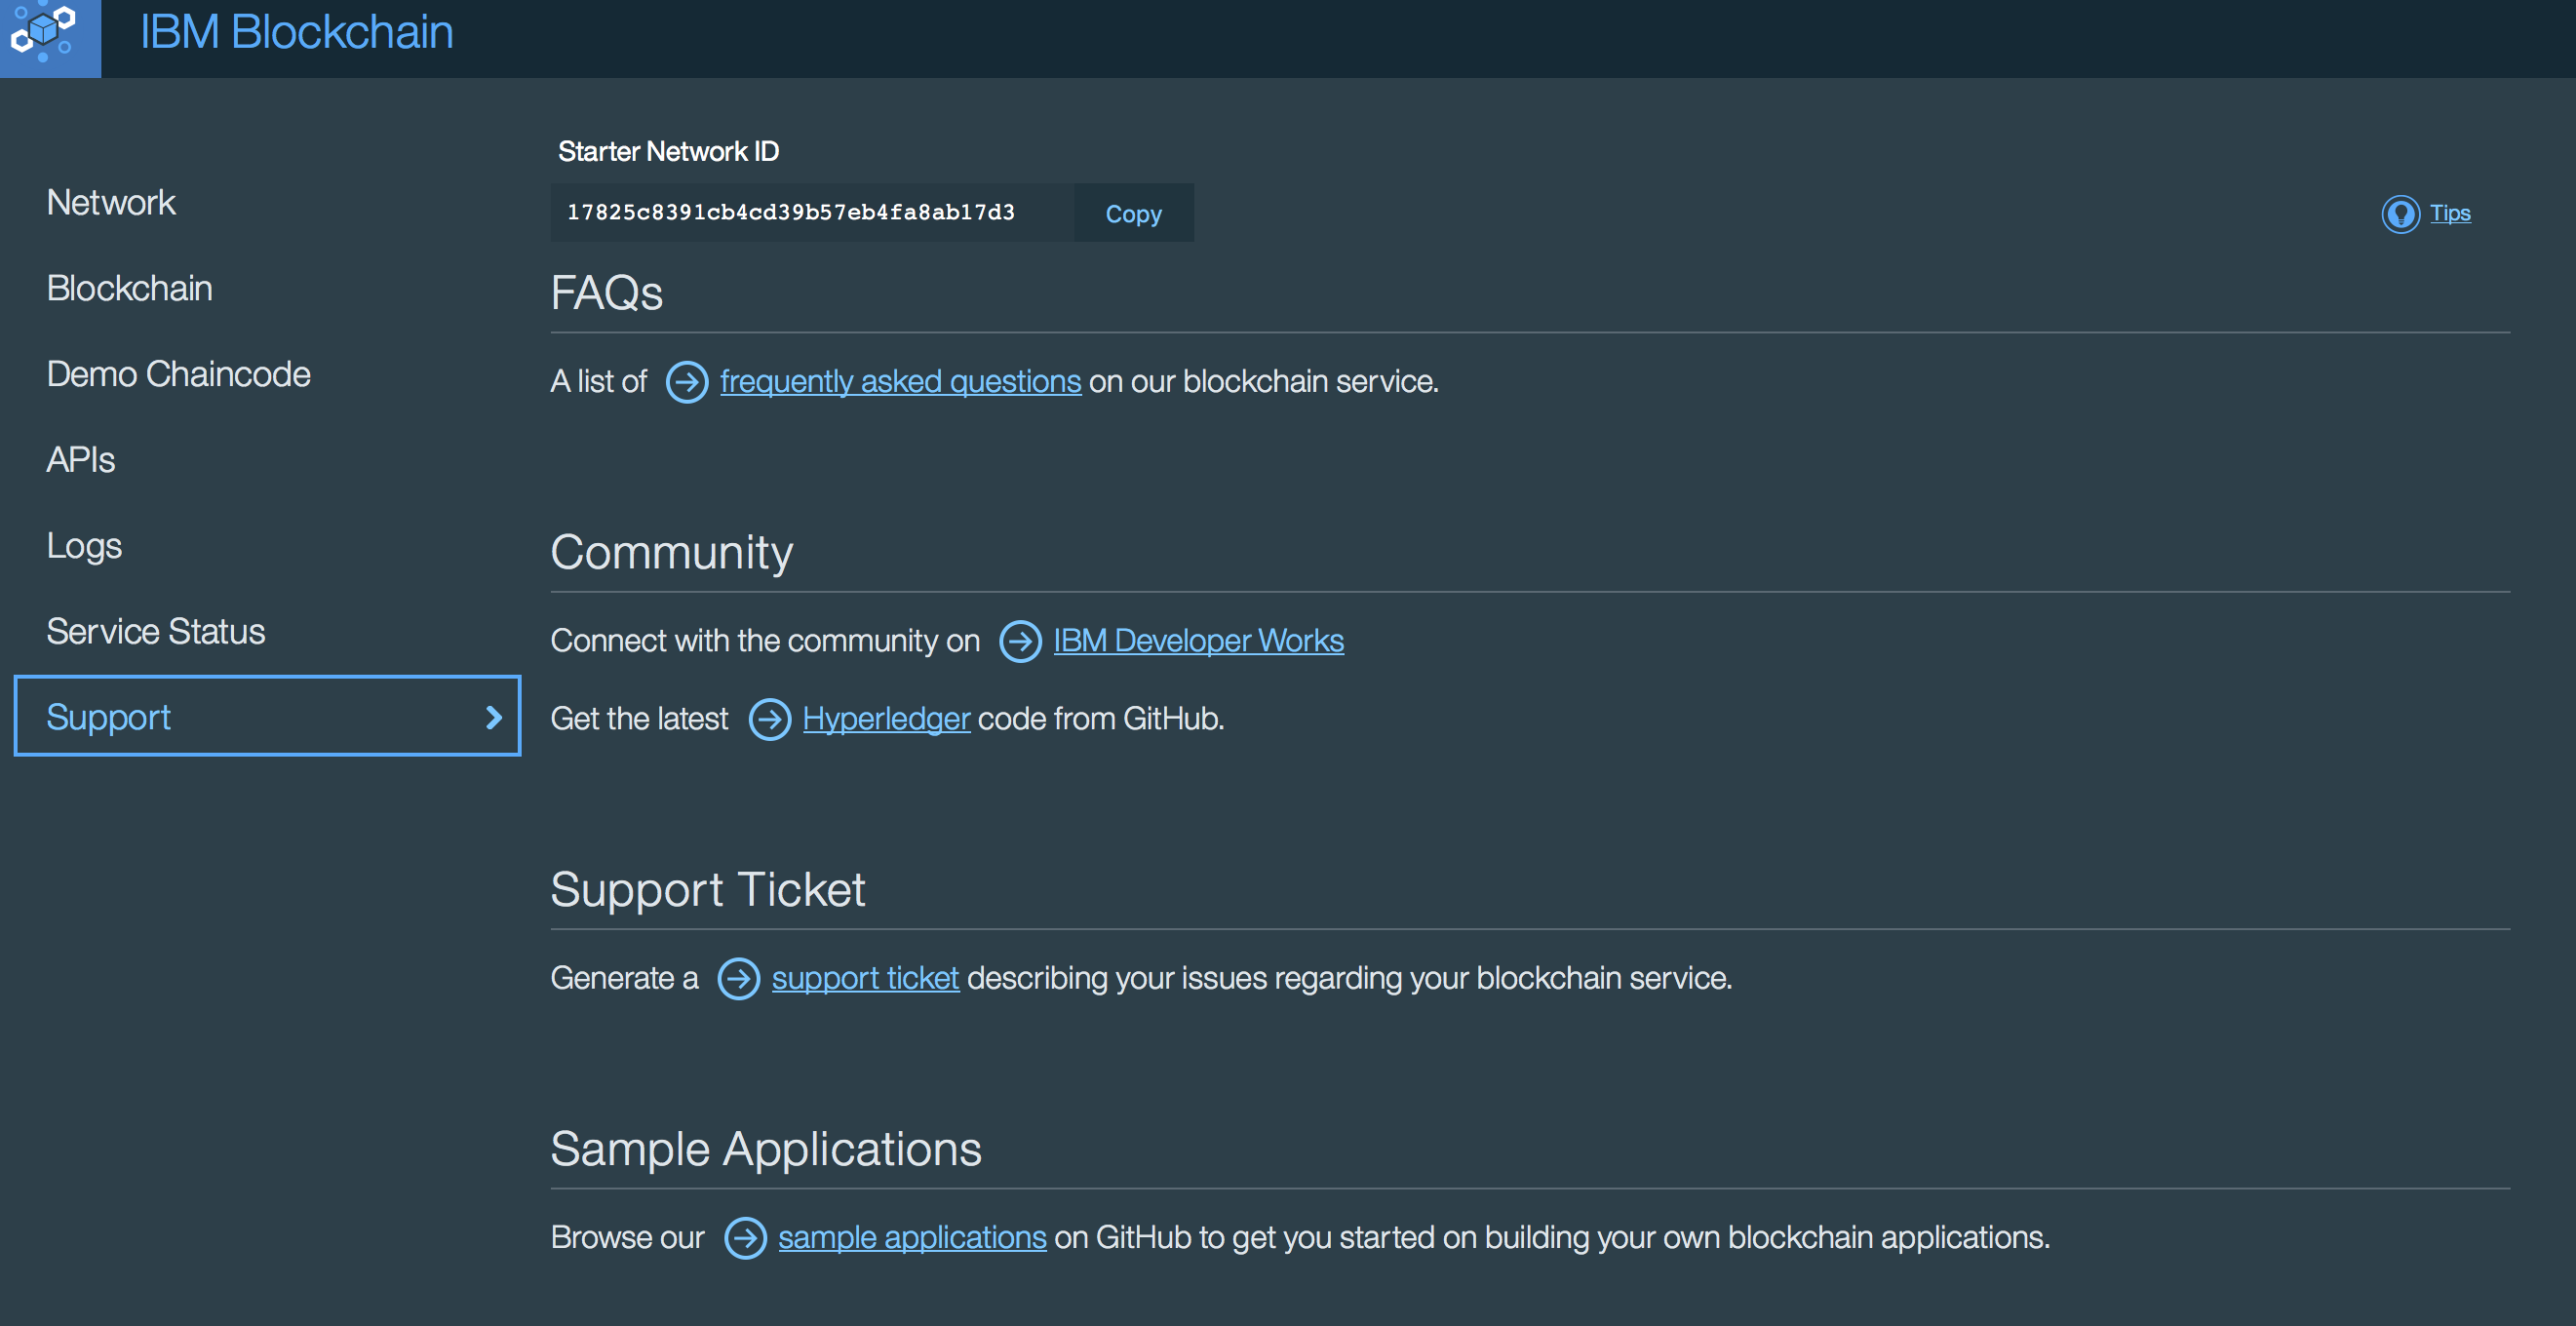 IBM Blockchain
Network
Blockchain
Demo Chaincode
APIs
Logs
Service Status
Support
Starter Network ID
17825c8391cb4cd39b57eb4fa8ab17d3
Copy
Tips
FAQs
A list of frequently asked questions on our blockchain service.
Community
Connect with the community on IBM Developer Works
Get the latest Hyperledger code from GitHub.
Support Ticket
Generate a support ticket describing your issues regarding your blockchain service.
Sample Applications
Browse our sample applications on GitHub to get you started on building your own blockchain applications.